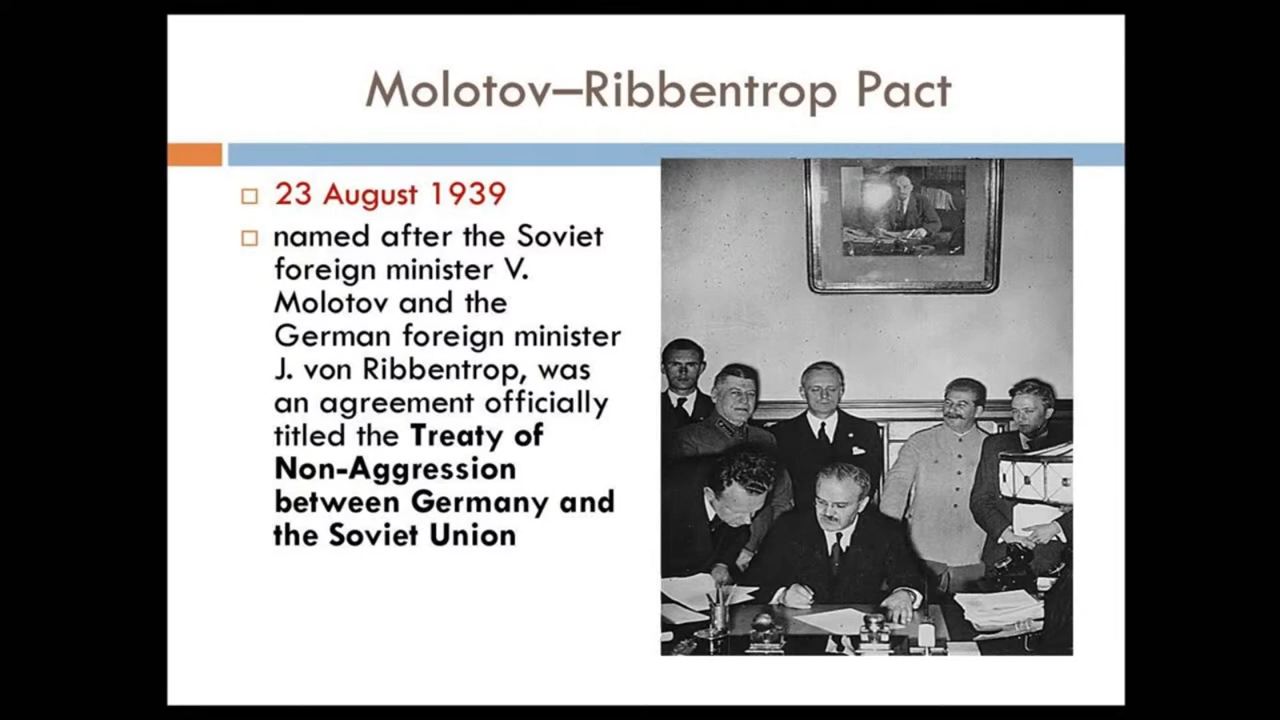 Molotov–Ribbentrop Pact
23 August 1939
named after the Soviet
foreign minister V.
Molotov and the
German foreign minister
J. von Ribbentrop, was
an agreement officially
titled the Treaty of
Non-Aggression
between Germany and
the Soviet Union